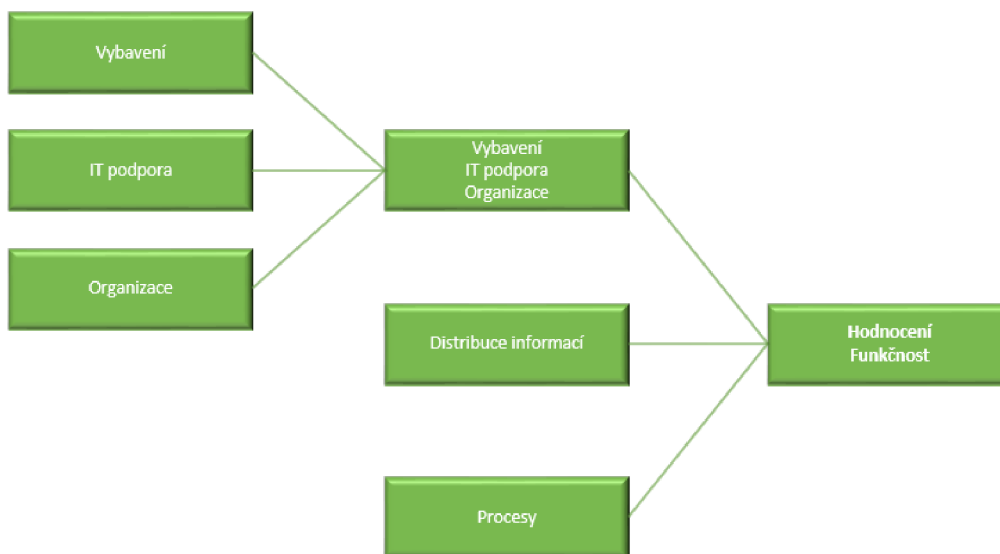 Vybavení
IT podpora
Organizace
Vybavení
IT podpora
Organizace
Distribuce informací
Procesy
Hodnocení
Funkčnost